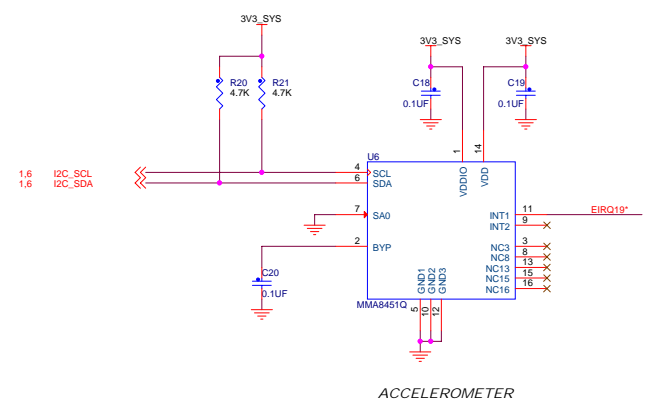 3V3_SYS
3V3_SYS
3V3_SYS
R20
4.7K
R21
4.7K
C18
0.1UF
C19
0.1UF
1,6 I2C_SCL
1,6 I2C_SDA
U6
4 SCL
6 SDA
7 SA0
2 BYP
1 VDDIO
14 VDD
INT1 11 EIRQ19*
INT2 9
NC3 3
NC8 8
NC13 13
NC15 15
NC16 16
C20
0.1UF
GND1 5
GND2 10
GND3 12
MMA8451Q
ACCELEROMETER